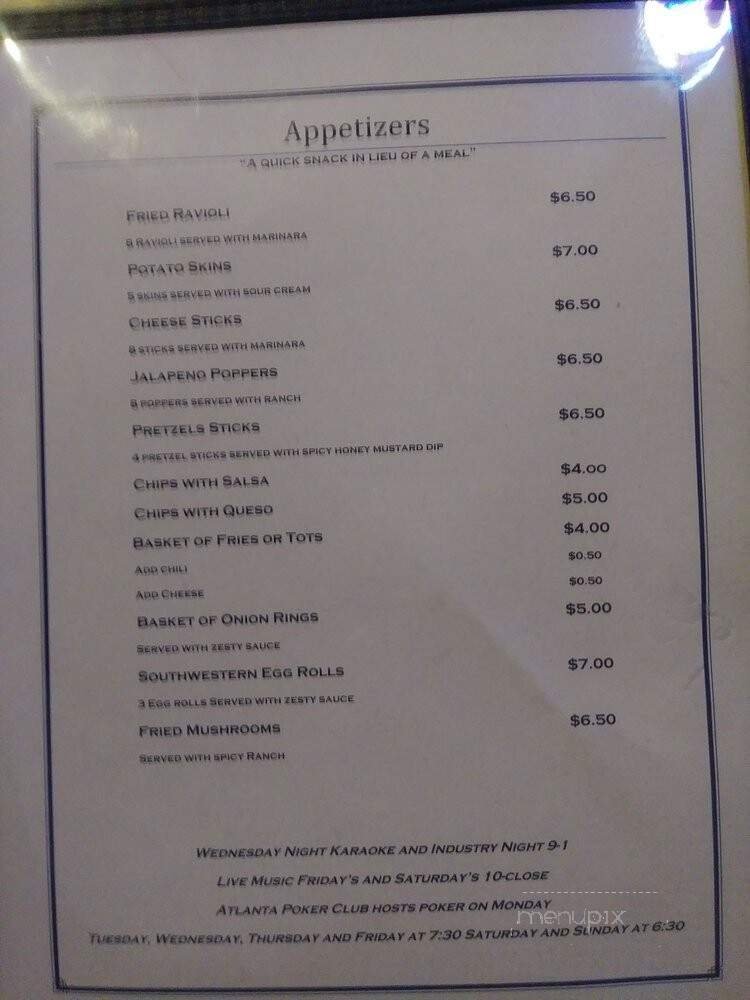 Appetizers
"A QUICK SNACK IN LIEU OF A MEAL"
FRIED RAVIOLI $6.50
8 RAVIOLI SERVED WITH MARINARA
POTATO SKINS $7.00
5 SKINS SERVED WITH SOUR CREAM
CHEESE STICKS $6.50
8 STICKS SERVED WITH MARINARA
JALAPENO POPPERS $6.50
8 POPPERS SERVED WITH RANCH
PRETZELS STICKS $6.50
4 PRETZEL STICKS SERVED WITH SPICY HONEY MUSTARD DIP
CHIPS WITH SALSA $4.00
CHIPS WITH QUESO $5.00
BASKET OF FRIES OR TOTS $4.00
ADD CHILI $0.50
ADD CHEESE $0.50
BASKET OF ONION RINGS $5.00
SERVED WITH ZESTY SAUCE
SOUTHWESTERN EGG ROLLS $7.00
3 EGG ROLLS SERVED WITH ZESTY SAUCE
FRIED MUSHROOMS $6.50
SERVED WITH SPICY RANCH
WEDNESDAY NIGHT KARAOKE AND INDUSTRY NIGHT 9-1
LIVE MUSIC FRIDAY'S AND SATURDAY'S 10-CLOSE
ATLANTA POKER CLUB HOSTS POKER ON MONDAY
TUESDAY, WEDNESDAY, THURSDAY AND FRIDAY AT 7:30 SATURDAY AND SUNDAY AT 6:30
menupix